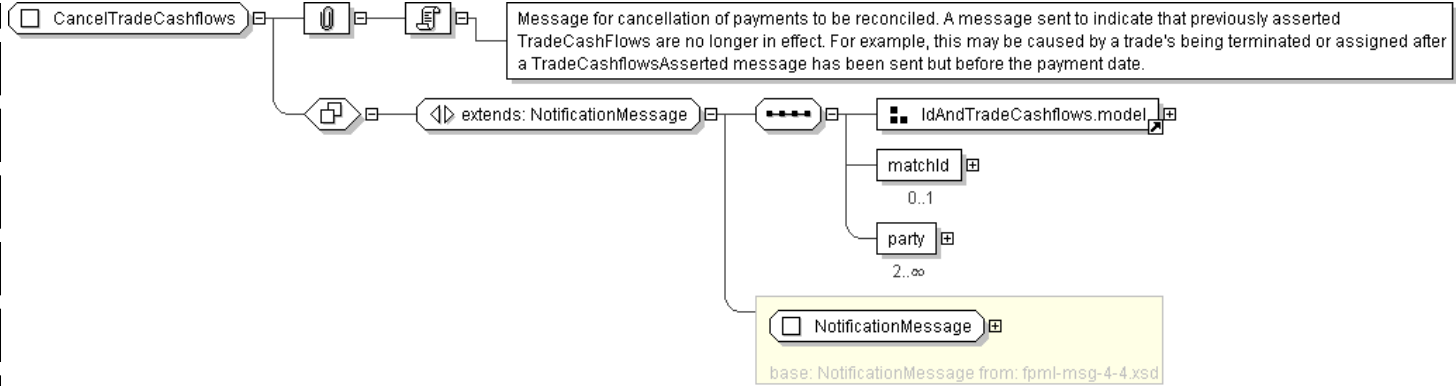 CancelTradeCashflows
Message for cancellation of payments to be reconciled. A message sent to indicate that previously asserted
TradeCashFlows are no longer in effect. For example, this may be caused by a trade's being terminated or assigned after
a TradeCashflowsAsserted message has been sent but before the payment date.
extends: NotificationMessage
IdAndTradeCashflows.model
matchId
0..1
party
2..∞
NotificationMessage
base: NotificationMessage from: fpml-msg-4-4.xsd